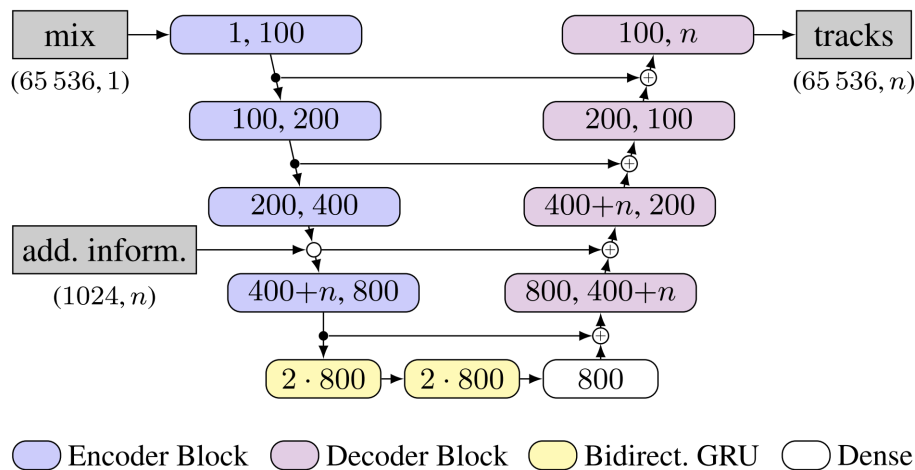 mix 1, 100 100, n tracks
(65 536, 1) (65 536, n)
100, 200 200, 100
200, 400 400+n, 200
add. inform.
(1024, n) 400+n, 800 800, 400+n
2 · 800 2 · 800 800
Encoder Block Decoder Block Bidirect. GRU Dense